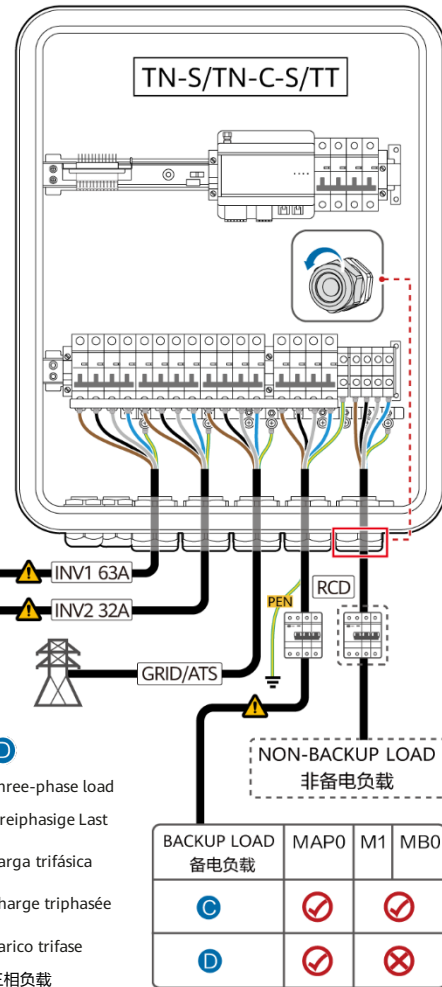 TN-S/TN-C-S/TT
INV1 63A
INV2 32A
PEN
RCD
GRID/ATS
NON-BACKUP LOAD
非备电负载
D
hree-phase load
reiphasige Last
arga trifásica
harge triphasée
arico trifase
三相负载
BACKUP LOAD
备电负载
MAP0
M1
MB0
C
D